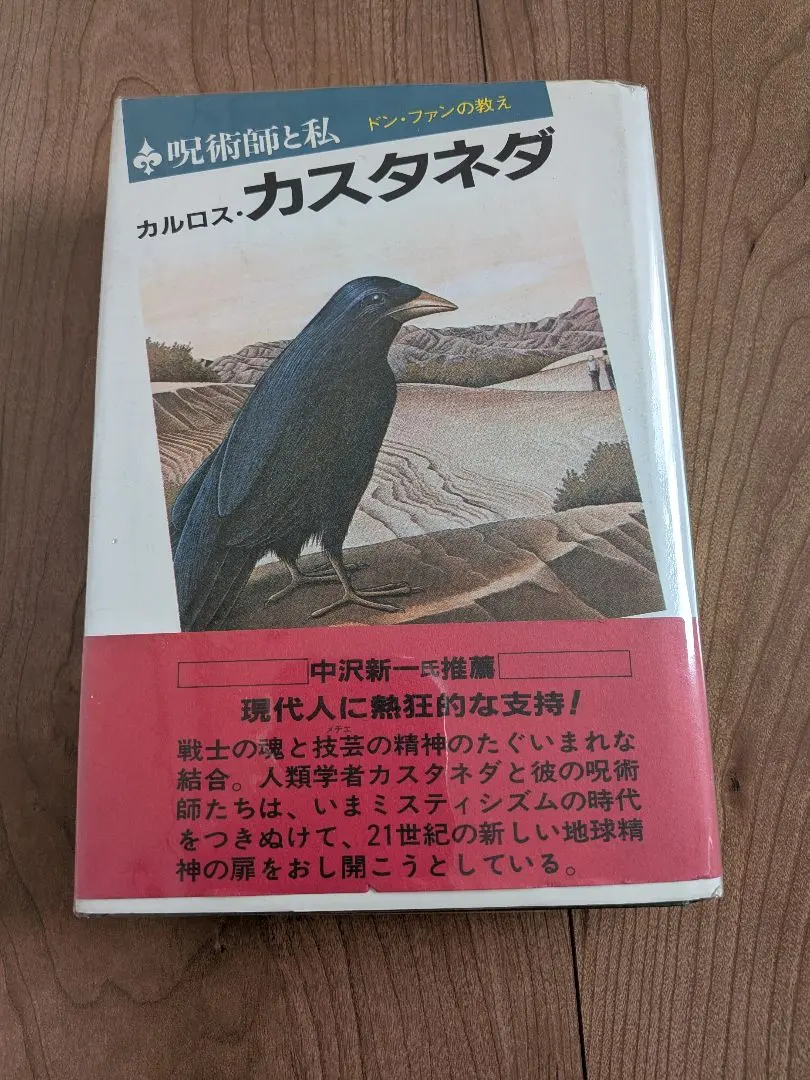 呪術師と私 ドン・ファンの教え
カルロス・カスタネダ
中沢新一氏推薦
現代人に熱狂的な支持!
戦士の魂と技芸の精神のたぐいまれな
メチエ
結合。人類学者カスタネダと彼の呪術
師たちは、いまミスティシズムの時代
をつきぬけて、21世紀の新しい地球精
神の扉をおし開こうとしている。